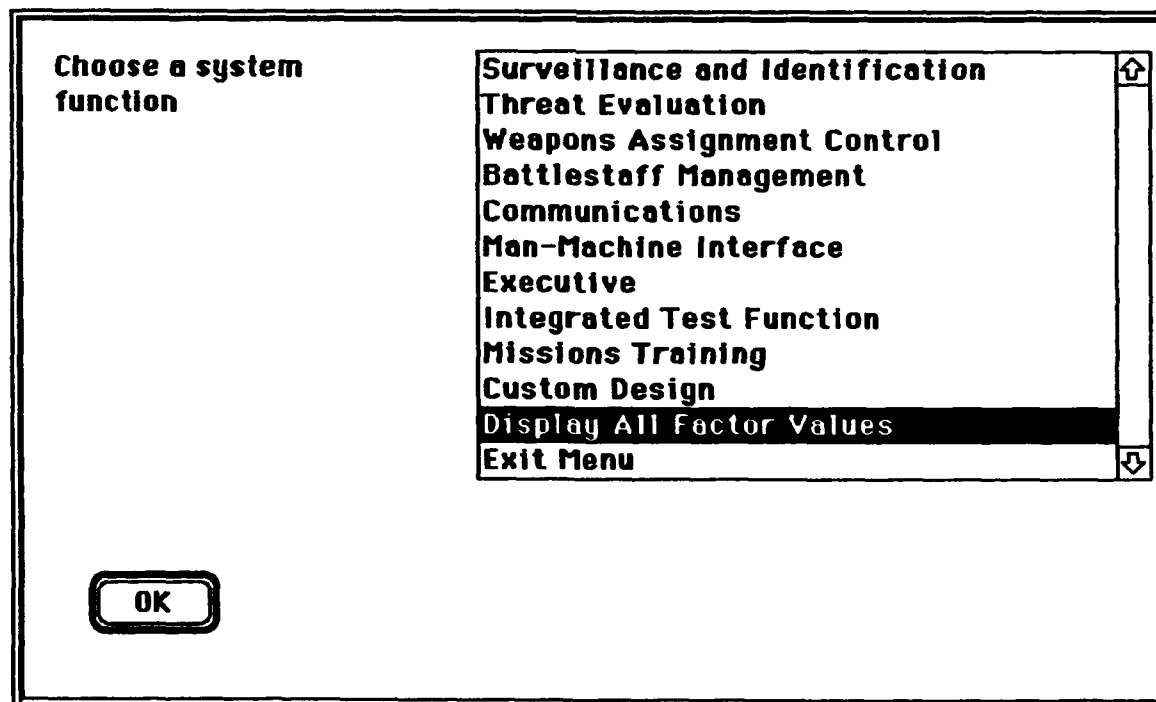 Choose a system
function
Surveillance and Identification
Threat Evaluation
Weapons Assignment Control
Battlestaff Management
Communications
Man-Machine Interface
Executive
Integrated Test Function
Missions Training
Custom Design
Display All Factor Values
Exit Menu
OK